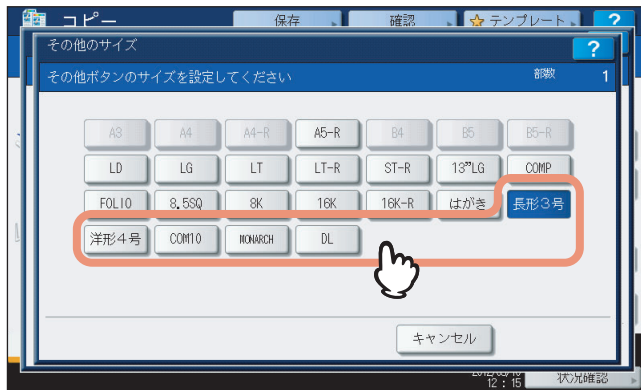 コピー 保存 確認 テンプレート ?
その他のサイズ ?
その他ボタンのサイズを設定してください 部数 1
A3 A4 A4-R A5-R B4 B5 B5-R
LD LG LT LT-R ST-R 13"LG COMP
FOLIO 8.5SQ 8K 16K 16K-R はがき 長形3号
洋形4号 COM10 MONARCH DL
キャンセル
12:15 状況確認